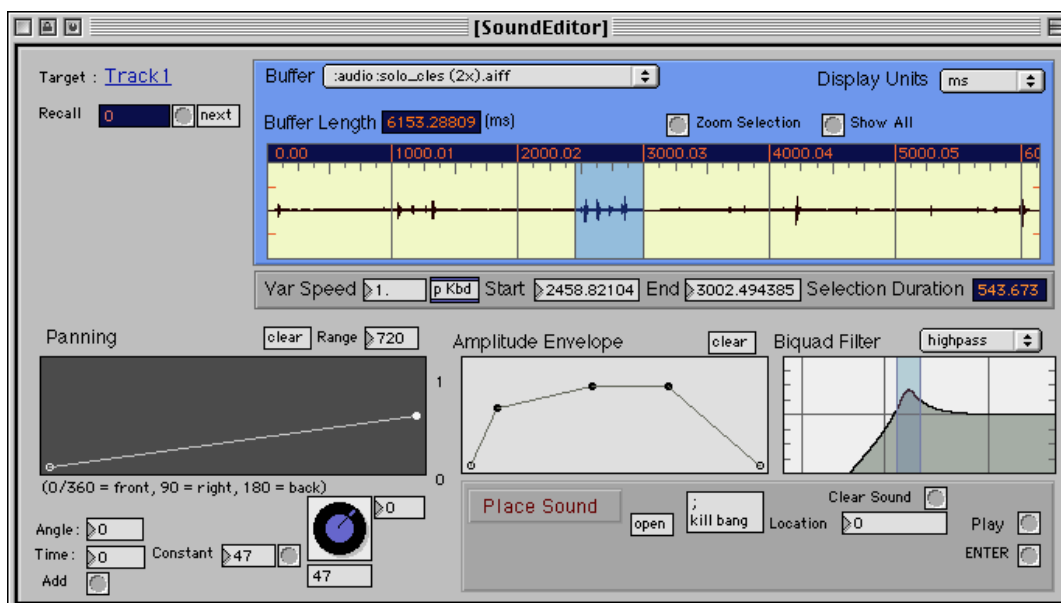 [SoundEditor]
Target : Track1
Recall 0 next
Buffer :audio:solo_cles (2x).aiff
Display Units ms
Buffer Length 6153.28809 (ms)
Zoom Selection Show All
0.00 1000.01 2000.02 3000.03 4000.04 5000.05 60
Var Speed 1. p Kbd Start 2458.82104 End 3002.494385 Selection Duration 543.673
Panning clear Range 720
Amplitude Envelope clear
Biquad Filter highpass
1
0
(0/360 = front, 90 = right, 180 = back)
Angle: 0
Time: 0 Constant 47
Add
0
47
Place Sound
open
;
kill bang
Clear Sound
Location 0
Play
ENTER